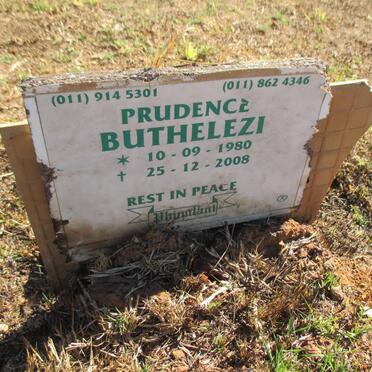 (011) 914 5301 (011) 862 4346
PRUDENCE
BUTHELEZI
* 10 - 09 - 1980
† 25 - 12 - 2008
REST IN PEACE